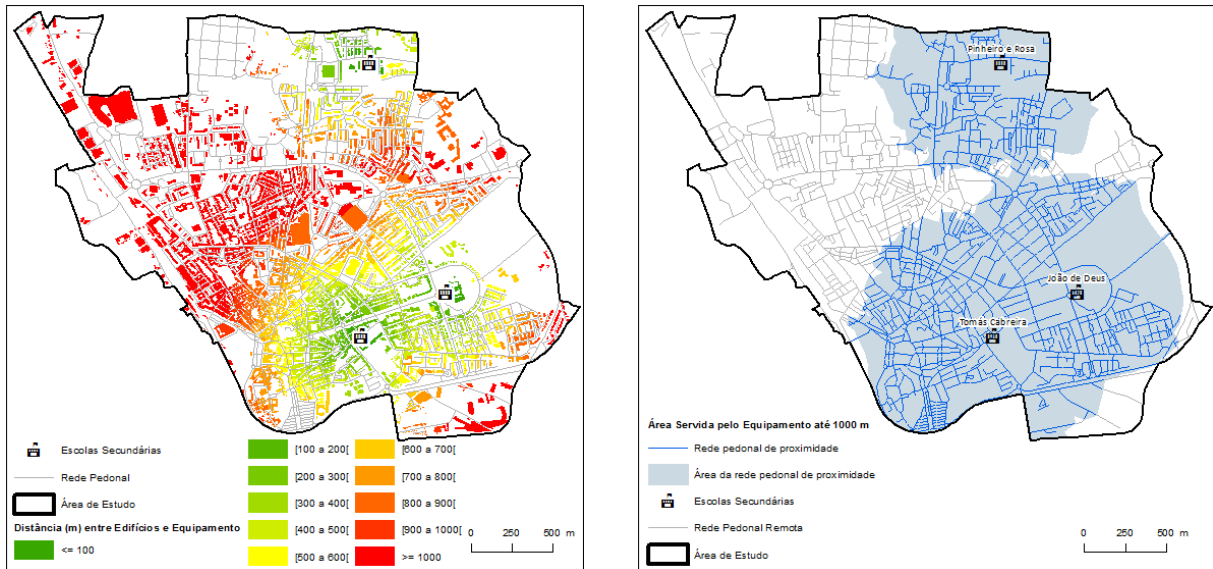 Escolas Secundárias
Rede Pedonal
Área de Estudo
Distância (m) entre Edifícios e Equipamento
<= 100
[100 a 200[
[200 a 300[
[300 a 400[
[400 a 500[
[500 a 600[
[600 a 700[
[700 a 800[
[800 a 900[
[900 a 1000[
>= 1000
0 250 500 m
Pinheiro e Rosa
João de Deus
Tomás Cabreira
Área Servida pelo Equipamento até 1000 m
Rede pedonal de proximidade
Área da rede pedonal de proximidade
Escolas Secundárias
Rede Pedonal Remota
Área de Estudo
0 250 500 m